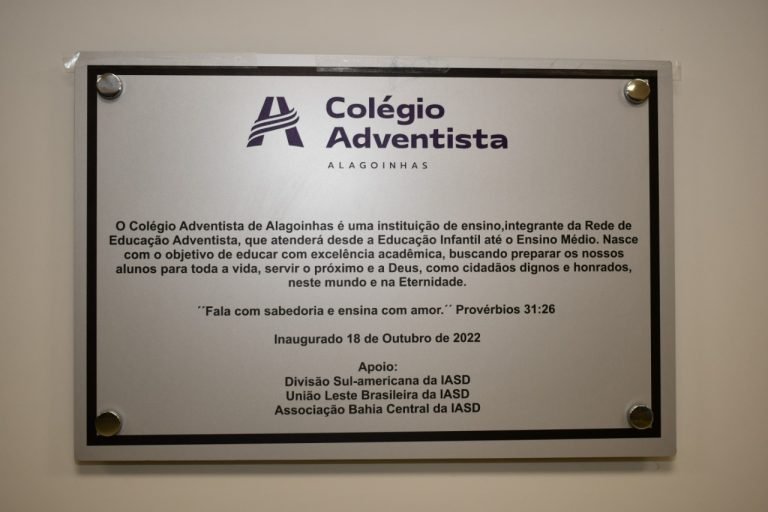 Colégio
Adventista
ALAGOINHAS
O Colégio Adventista de Alagoinhas é uma instituição de ensino,integrante da Rede de
Educação Adventista, que atenderá desde a Educação Infantil até o Ensino Médio. Nasce
com o objetivo de educar com excelência acadêmica, buscando preparar os nossos
alunos para toda a vida, servir o próximo e a Deus, como cidadãos dignos e honrados,
neste mundo e na Eternidade.
´´Fala com sabedoria e ensina com amor.´´ Provérbios 31:26
Inaugurado 18 de Outubro de 2022
Apoio:
Divisão Sul-americana da IASD
União Leste Brasileira da IASD
Associação Bahia Central da IASD